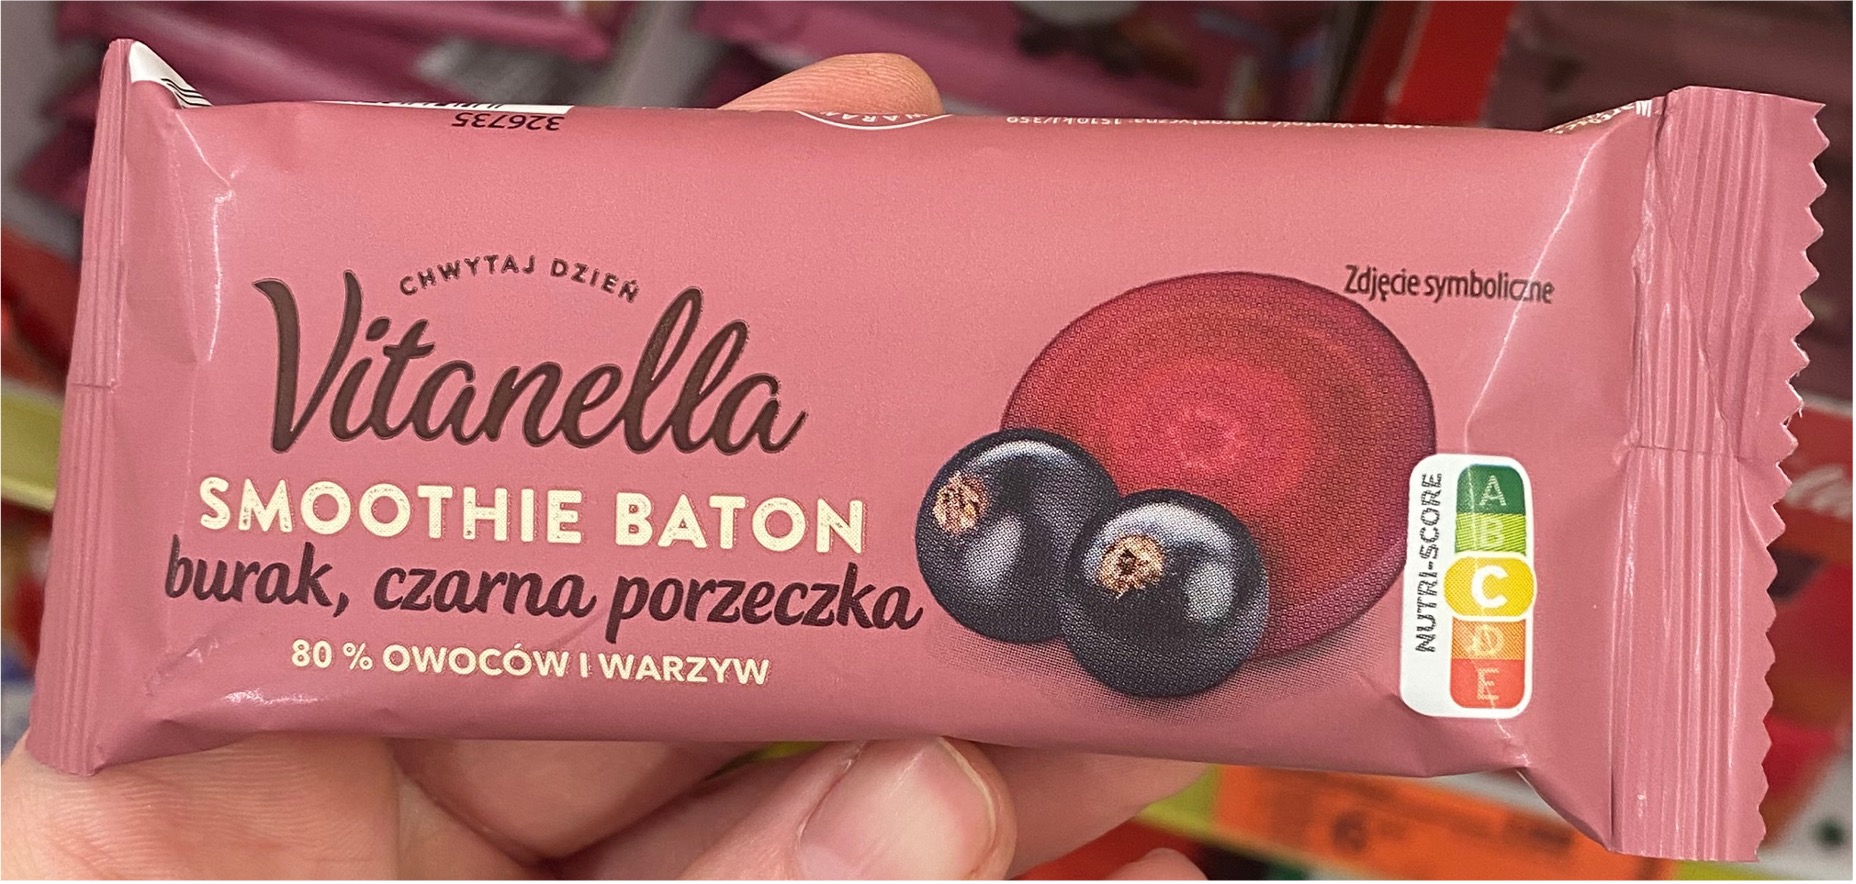 326735
CHWYTAJ DZIEŃ
Vitanella
SMOOTHIE BATON
burak, czarna porzeczka
80 % OWOCÓW I WARZYW
Zdjęcie symboliczne
NUTRI-SCORE
A
B
C
D
E